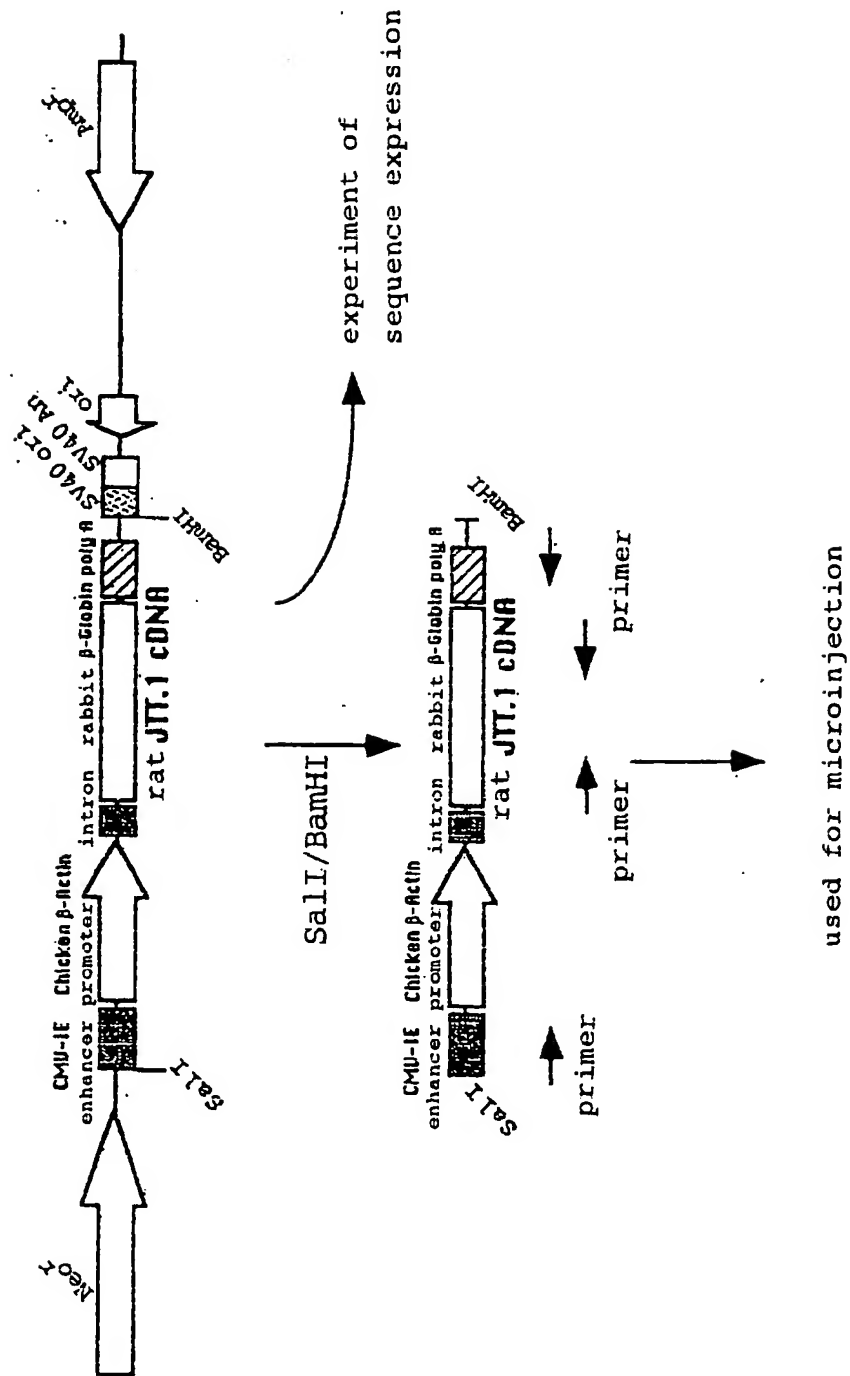 Neoʳ
CMV-IE
enhancer
Chicken β-Actin
promoter
intron
rabbit β-Globin poly A
rat JTT.1 cDNA
SV40 ori
SV40 An
ori
Ampʳ
SalI
BamHI
SalI/BamHI
experiment of
sequence expression
CMV-IE
enhancer
Chicken β-Actin
promoter
intron
rabbit β-Globin poly A
rat JTT.1 cDNA
SalI
BamHI
primer
primer
primer
used for microinjection